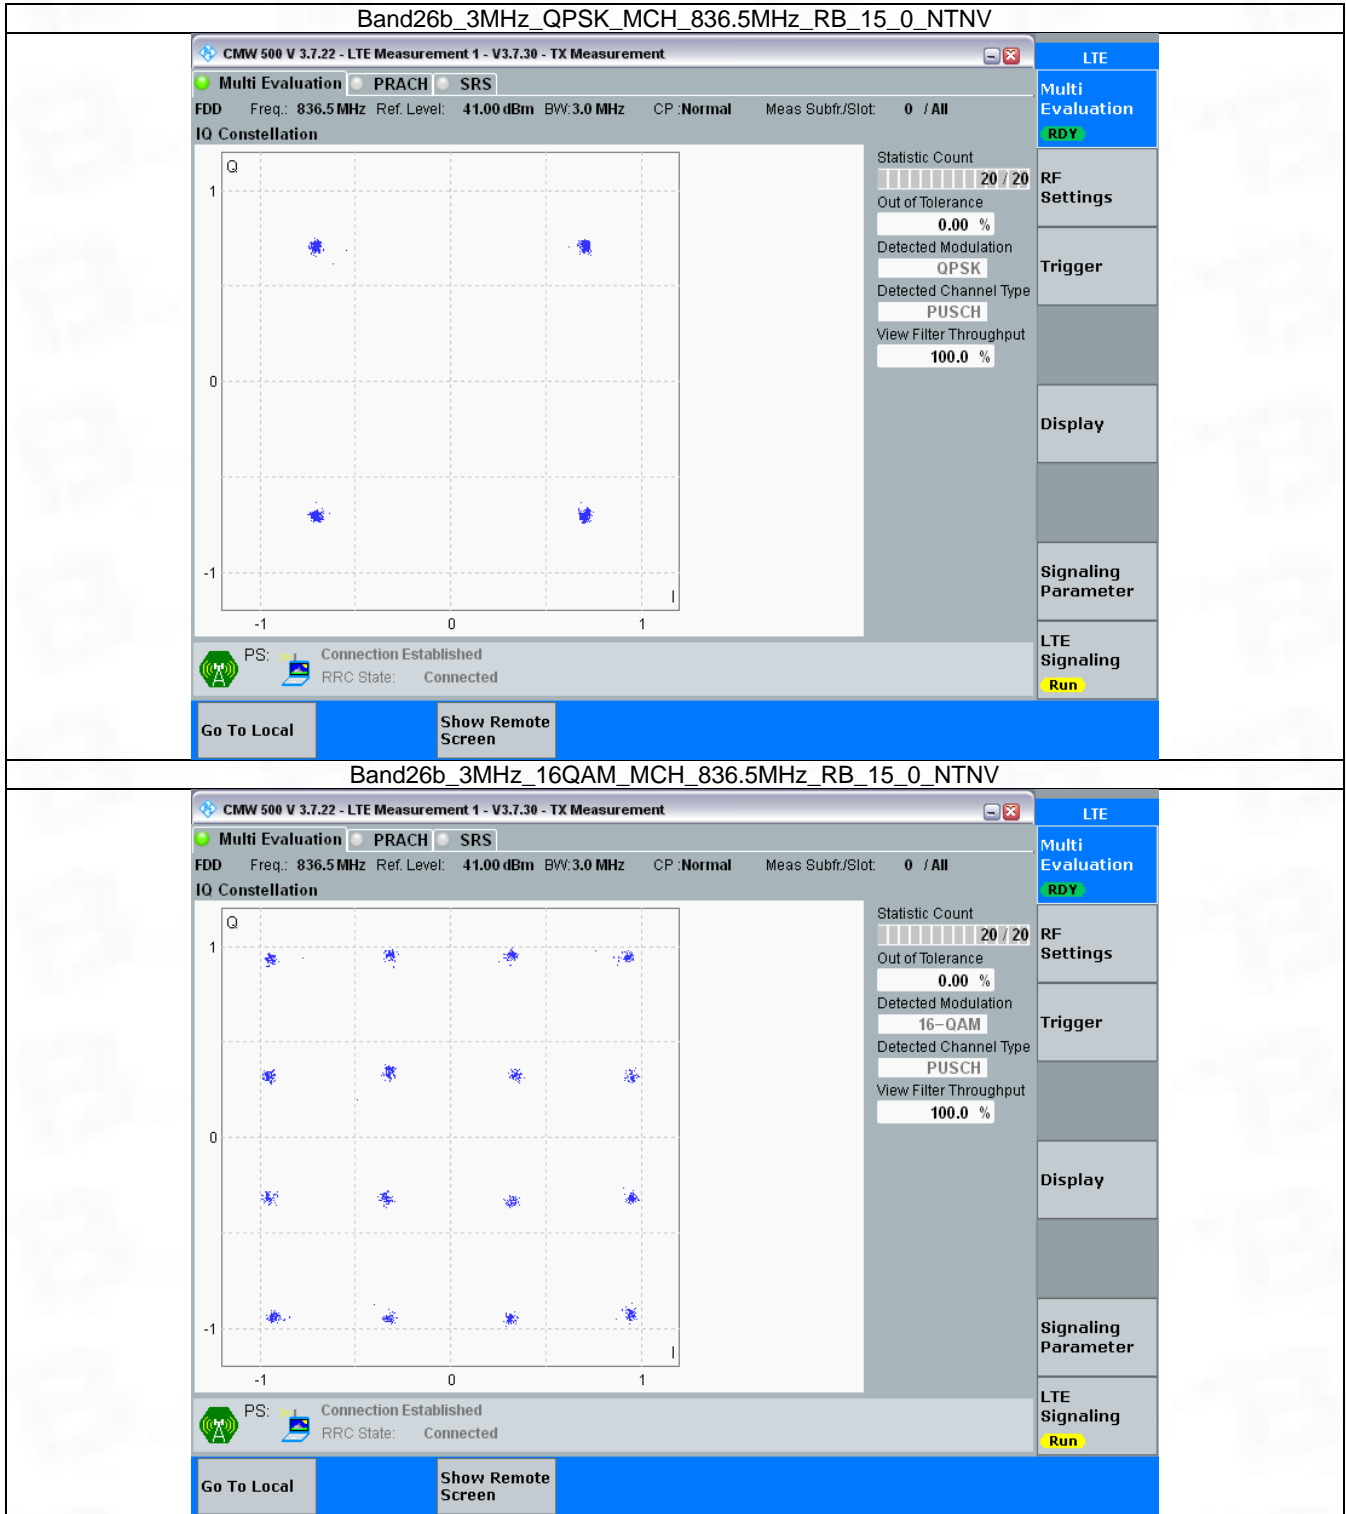 Band26b_3MHz_QPSK_MCH_836.5MHz_RB_15_0_NTNV
CMW 500 V 3.7.22 - LTE Measurement 1 - V3.7.30 - TX Measurement
LTE
Multi Evaluation PRACH SRS
Multi
Evaluation
RDY
FDD Freq.: 836.5 MHz Ref. Level: 41.00 dBm BW: 3.0 MHz CP : Normal Meas Subfr./Slot: 0 / All
IQ Constellation
Q
1
0
-1
I
-1 0 1
Statistic Count
20 / 20
Out of Tolerance
0.00 %
Detected Modulation
QPSK
Detected Channel Type
PUSCH
View Filter Throughput
100.0 %
RF
Settings
Trigger
Display
Signaling
Parameter
LTE
Signaling
Run
PS: Connection Established
RRC State: Connected
Go To Local
Show Remote
Screen
Band26b_3MHz_16QAM_MCH_836.5MHz_RB_15_0_NTNV
CMW 500 V 3.7.22 - LTE Measurement 1 - V3.7.30 - TX Measurement
LTE
Multi Evaluation PRACH SRS
Multi
Evaluation
RDY
FDD Freq.: 836.5 MHz Ref. Level: 41.00 dBm BW: 3.0 MHz CP : Normal Meas Subfr./Slot: 0 / All
IQ Constellation
Q
1
0
-1
I
-1 0 1
Statistic Count
20 / 20
Out of Tolerance
0.00 %
Detected Modulation
16-QAM
Detected Channel Type
PUSCH
View Filter Throughput
100.0 %
RF
Settings
Trigger
Display
Signaling
Parameter
LTE
Signaling
Run
PS: Connection Established
RRC State: Connected
Go To Local
Show Remote
Screen